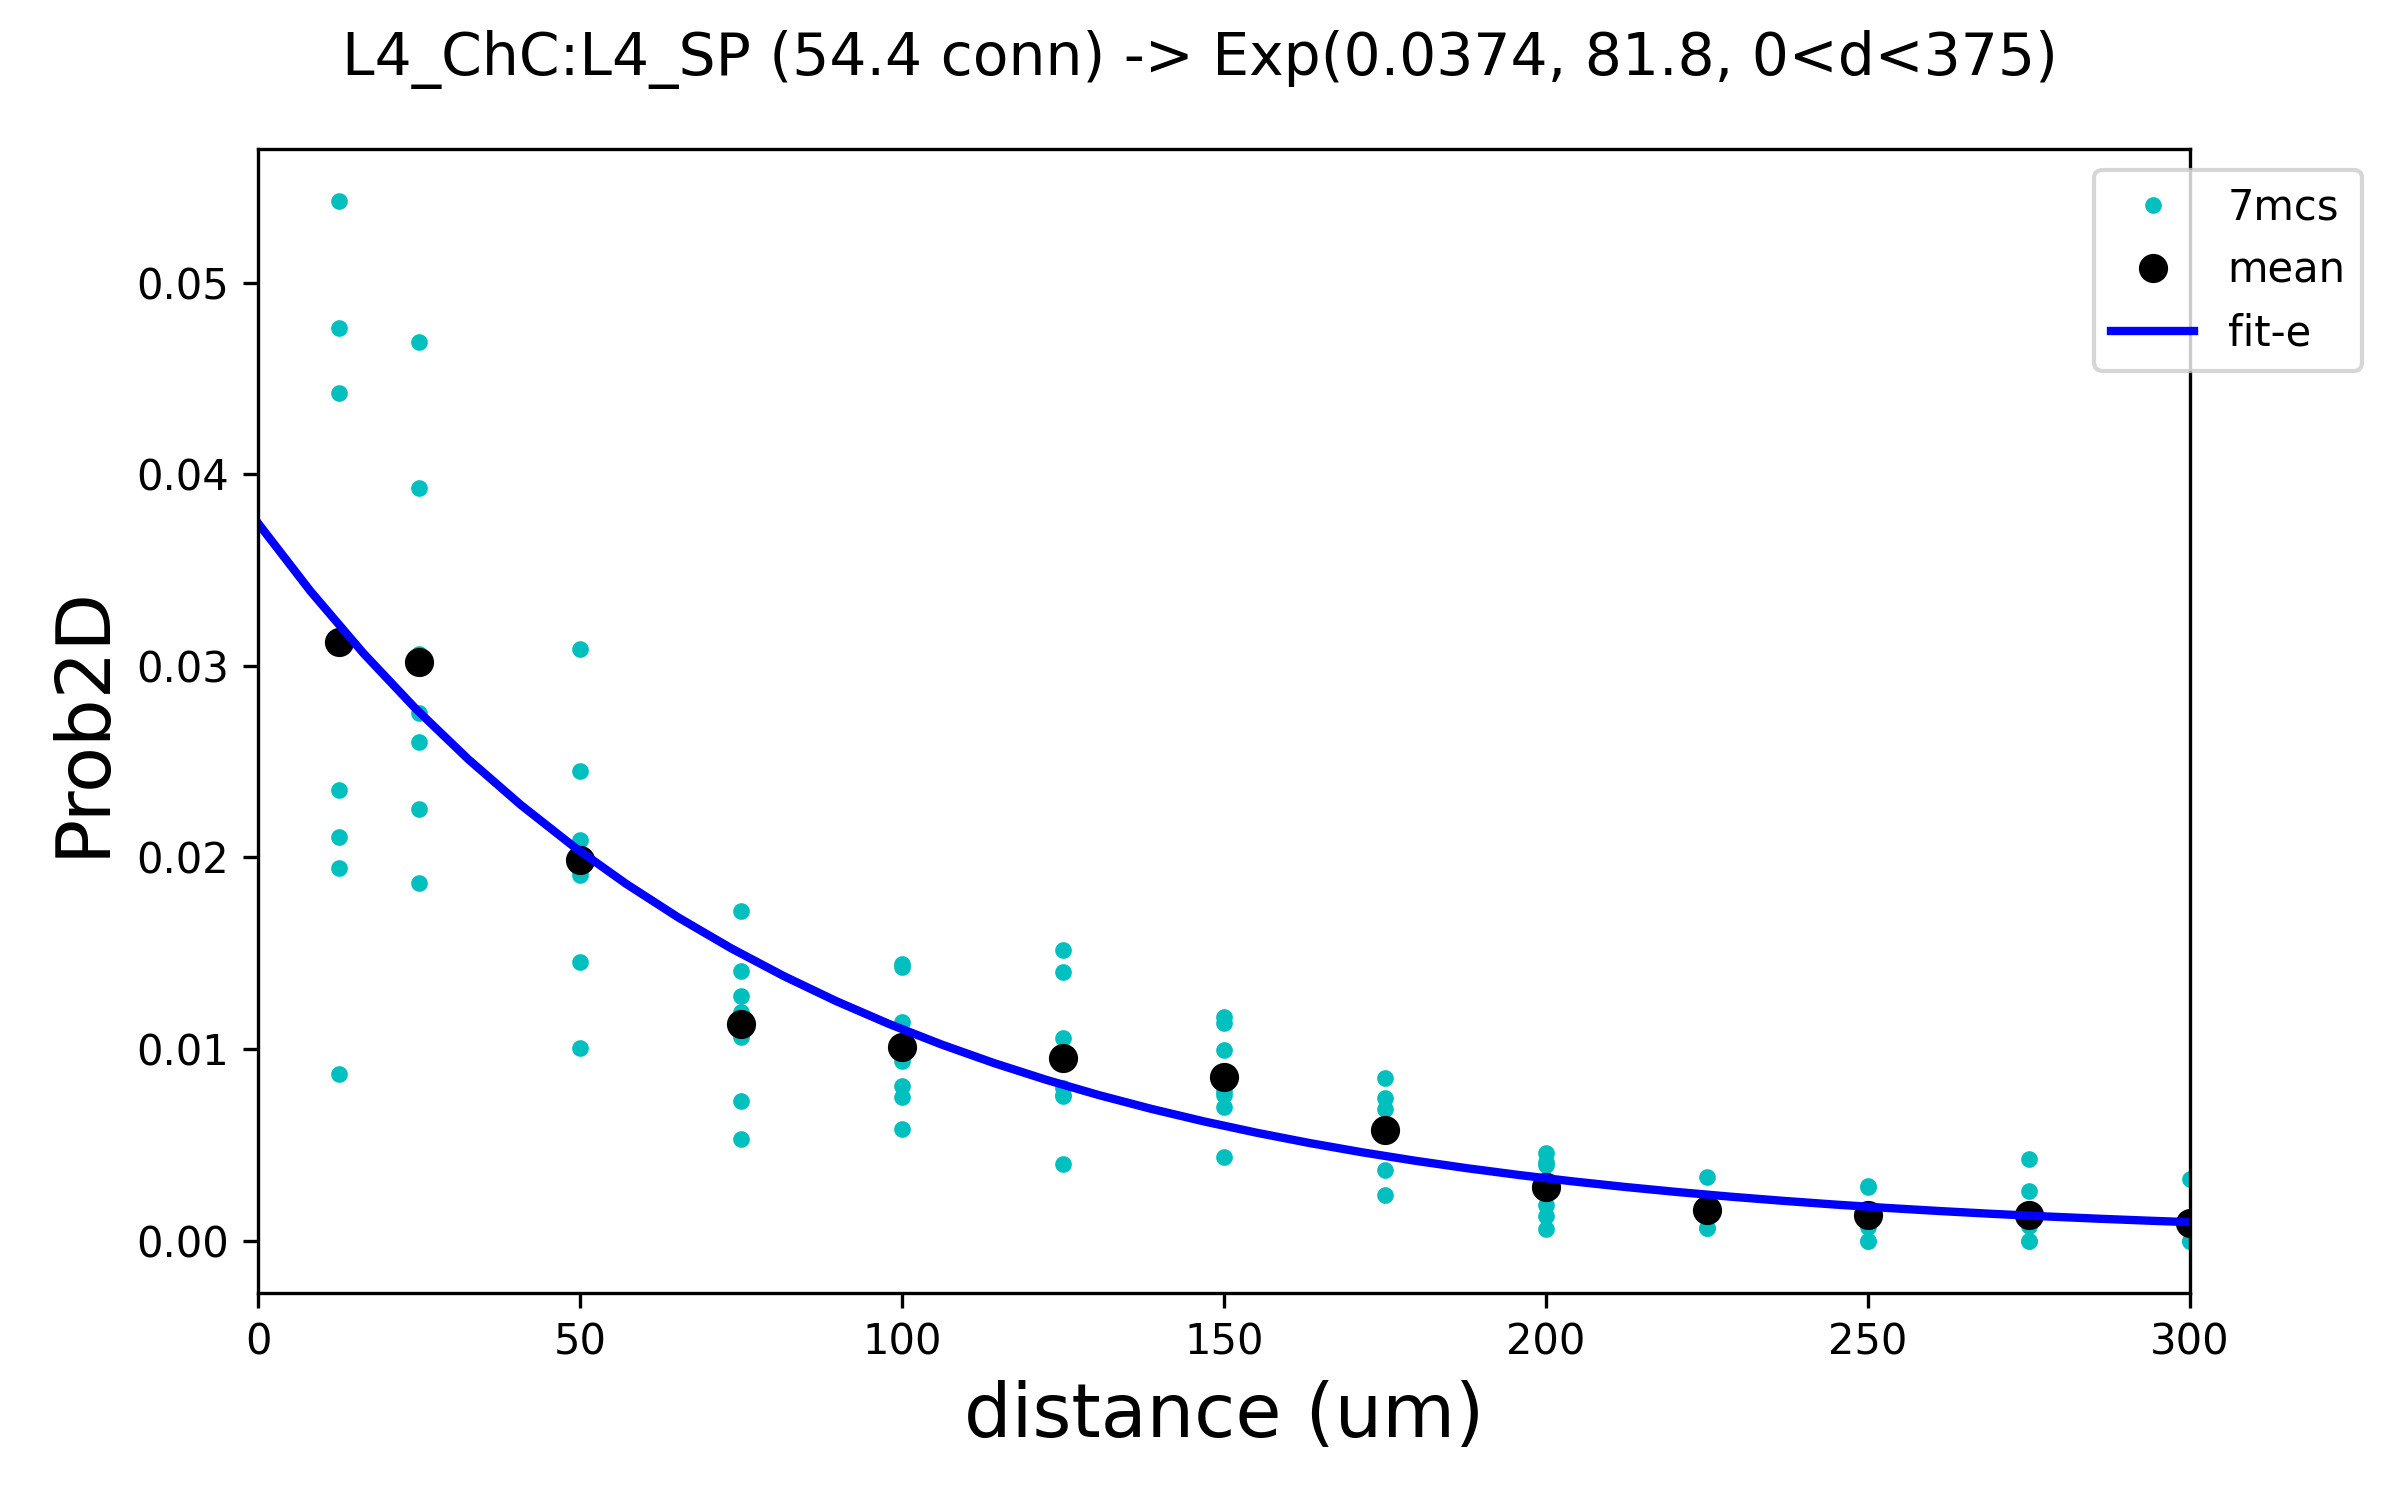 L4_ChC:L4_SP (54.4 conn) -> Exp(0.0374, 81.8, 0<d<375)
7mcs
mean
fit-e
Prob2D
0.05
0.04
0.03
0.02
0.01
0.00
0 50 100 150 200 250 300
distance (um)